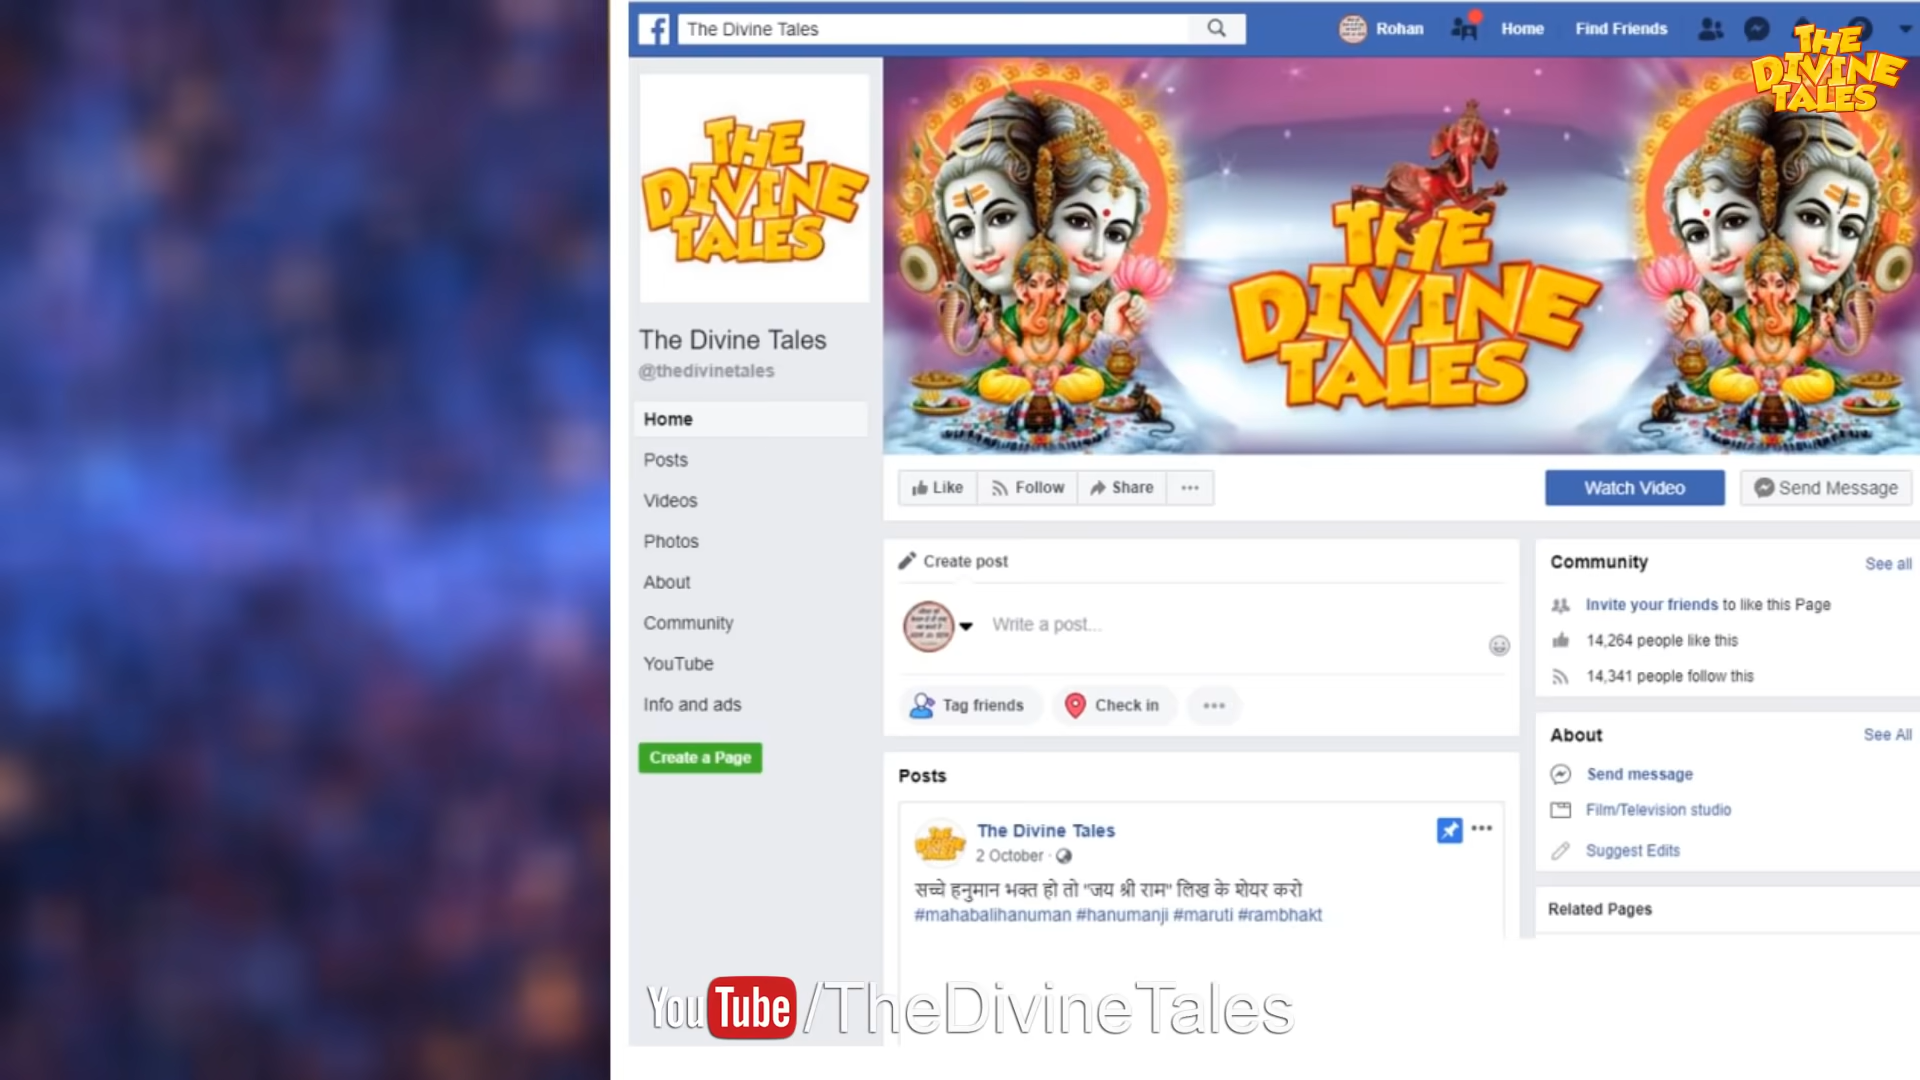 The Divine Tales
Rohan
Home
Find Friends
THE DIVINE TALES
THE
DIVINE
TALES
The Divine Tales
@thedivinetales
Home
Posts
Videos
Photos
About
Community
YouTube
Info and ads
Create a Page
THE
DIVINE
TALES
Like
Follow
Share
Watch Video
Send Message
Create post
Write a post...
Tag friends
Check in
Posts
The Divine Tales
2 October
सच्चे हनुमान भक्त हो तो "जय श्री राम" लिख के शेयर करो
#mahabalihanuman #hanumanji #maruti #rambhakt
Community
See all
Invite your friends to like this Page
14,264 people like this
14,341 people follow this
About
See All
Send message
Film/Television studio
Suggest Edits
Related Pages
YouTube/TheDivineTales